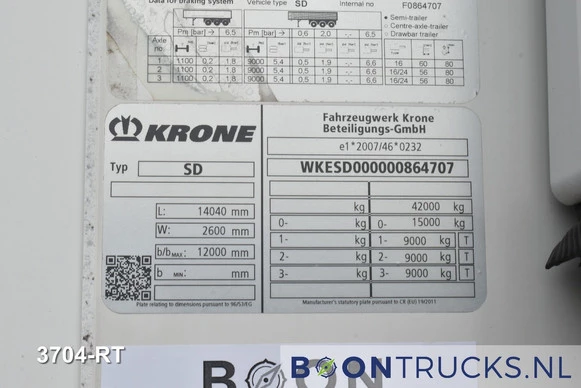 Data for braking system Vehicle type SD Internal no F0864707
Pm [bar] → 6.5 Pm [bar] → 0.6 2.0 → 6.5
• Semi-trailer
○ Centre-axle trailer
○ Drawbar trailer
Axle no.
1 1100 0.2 1.8 9000 5.4 0.5 1.9 - 6.6 16 60 80
2 1100 0.2 1.8 9000 5.4 0.5 1.9 - 6.6 16/24 56 80
3 1100 0.2 1.8 9000 5.4 0.5 1.9 - 6.6 16/24 56 80
KRONE
Fahrzeugwerk Krone
Beteiligungs-GmbH
e1*2007/46*0232
Typ SD
WKESD000000864707
L: 14040 mm
W: 2600 mm
b/b MAX: 12000 mm
b MIN: mm
kg 42000 kg
0- kg 0- 15000 kg
1- kg 1- 9000 kg T
2- kg 2- 9000 kg T
3- kg 3- 9000 kg T
Plate relating to dimensions pursuant to 96/53/EG
Manufacturer's statutory plate pursuant to CR (EU) 19/2011
3704-RT
BOON
BOONTRUCKS.NL